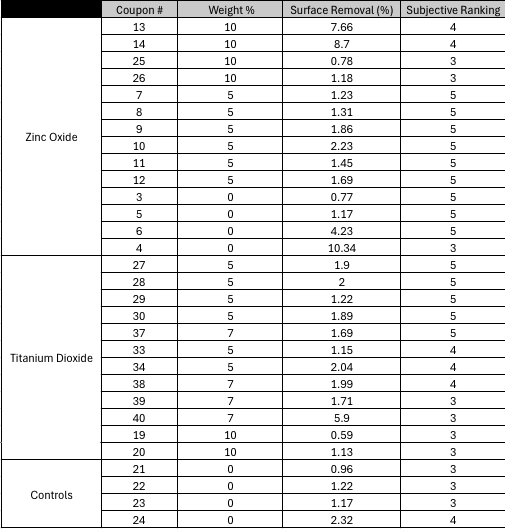 Coupon # Weight % Surface Removal (%) Subjective Ranking
13 10 7.66 4
14 10 8.7 4
25 10 0.78 3
26 10 1.18 3
7 5 1.23 5
8 5 1.31 5
Zinc Oxide 9 5 1.86 5
10 5 2.23 5
11 5 1.45 5
12 5 1.69 5
3 0 0.77 5
5 0 1.17 5
6 0 4.23 5
4 0 10.34 3
27 5 1.9 5
28 5 2 5
29 5 1.22 5
30 5 1.89 5
37 7 1.69 5
Titanium Dioxide 33 5 1.15 4
34 5 2.04 4
38 7 1.99 4
39 7 1.71 3
40 7 5.9 3
19 10 0.59 3
20 10 1.13 3
21 0 0.96 3
Controls 22 0 1.22 3
23 0 1.17 3
24 0 2.32 4